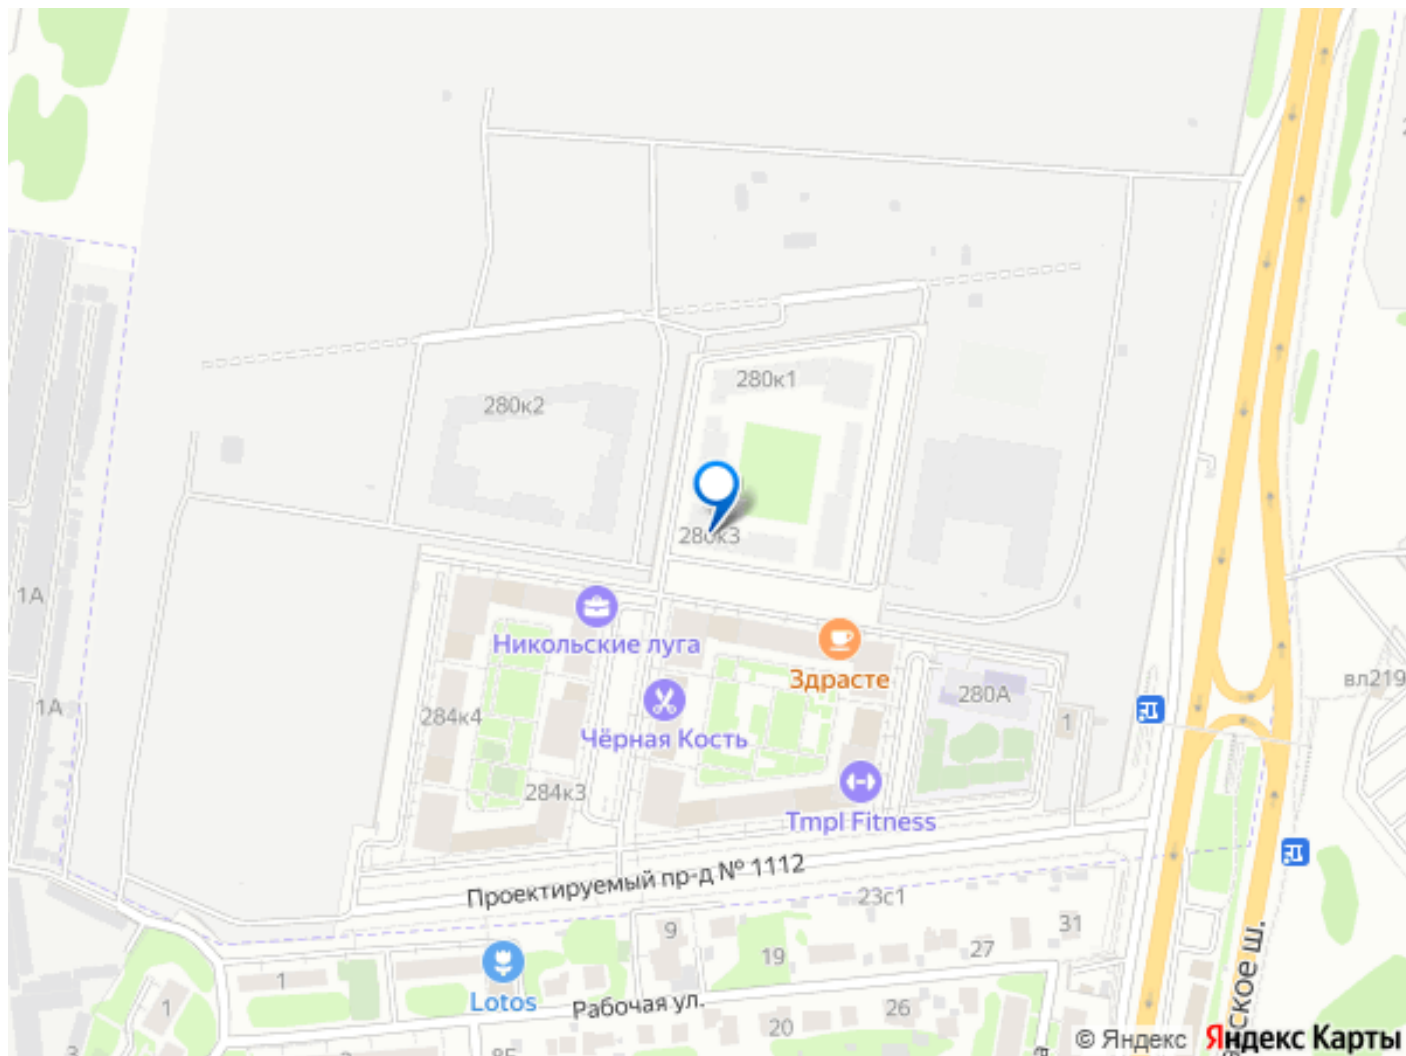 280к1
280к2
280к3
1А
Никольские луга
Здрасте
вл219
280А
1А
284к4
1
Чёрная Кость
284к3
Tmpl Fitness
Проектируемый пр-д № 1112
23с1
9
31
19
27
1
Lotos
Рабочая ул.
1
26
20
ское ш.
© Яндекс Яндекс Карты